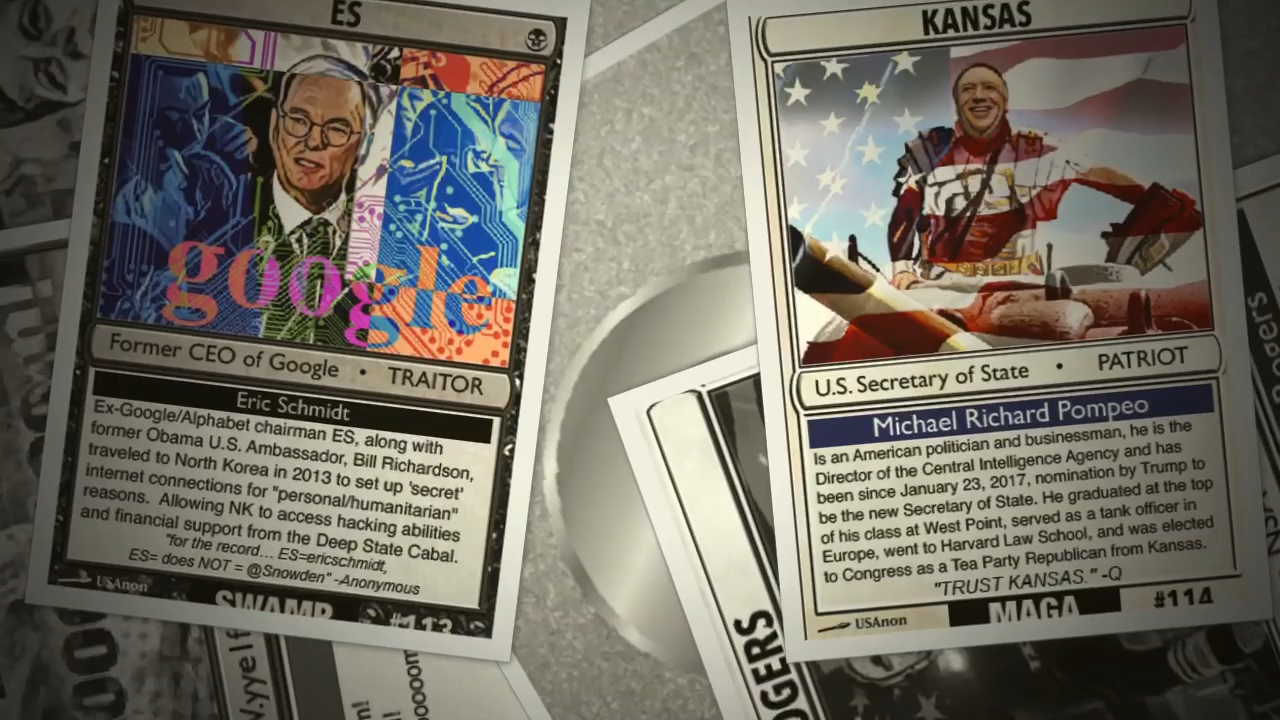 ES
google
Former CEO of Google • TRAITOR
Eric Schmidt
Ex-Google/Alphabet chairman ES, along with
former Obama U.S. Ambassador, Bill Richardson,
traveled to North Korea in 2013 to set up 'secret'
internet connections for "personal/humanitarian"
reasons. Allowing NK to access hacking abilities
and financial support from the Deep State Cabal.
"for the record... ES=ericschmidt,
ES= does NOT = @Snowden" -Anonymous
USAnon
SWAMP
#113
KANSAS
U.S. Secretary of State • PATRIOT
Michael Richard Pompeo
Is an American politician and businessman, he is the
Director of the Central Intelligence Agency and has
been since January 23, 2017, nomination by Trump to
be the new Secretary of State. He graduated at the top
of his class at West Point, served as a tank officer in
Europe, went to Harvard Law School, and was elected
to Congress as a Tea Party Republican from Kansas.
"TRUST KANSAS." -Q
USAnon
MAGA
#114